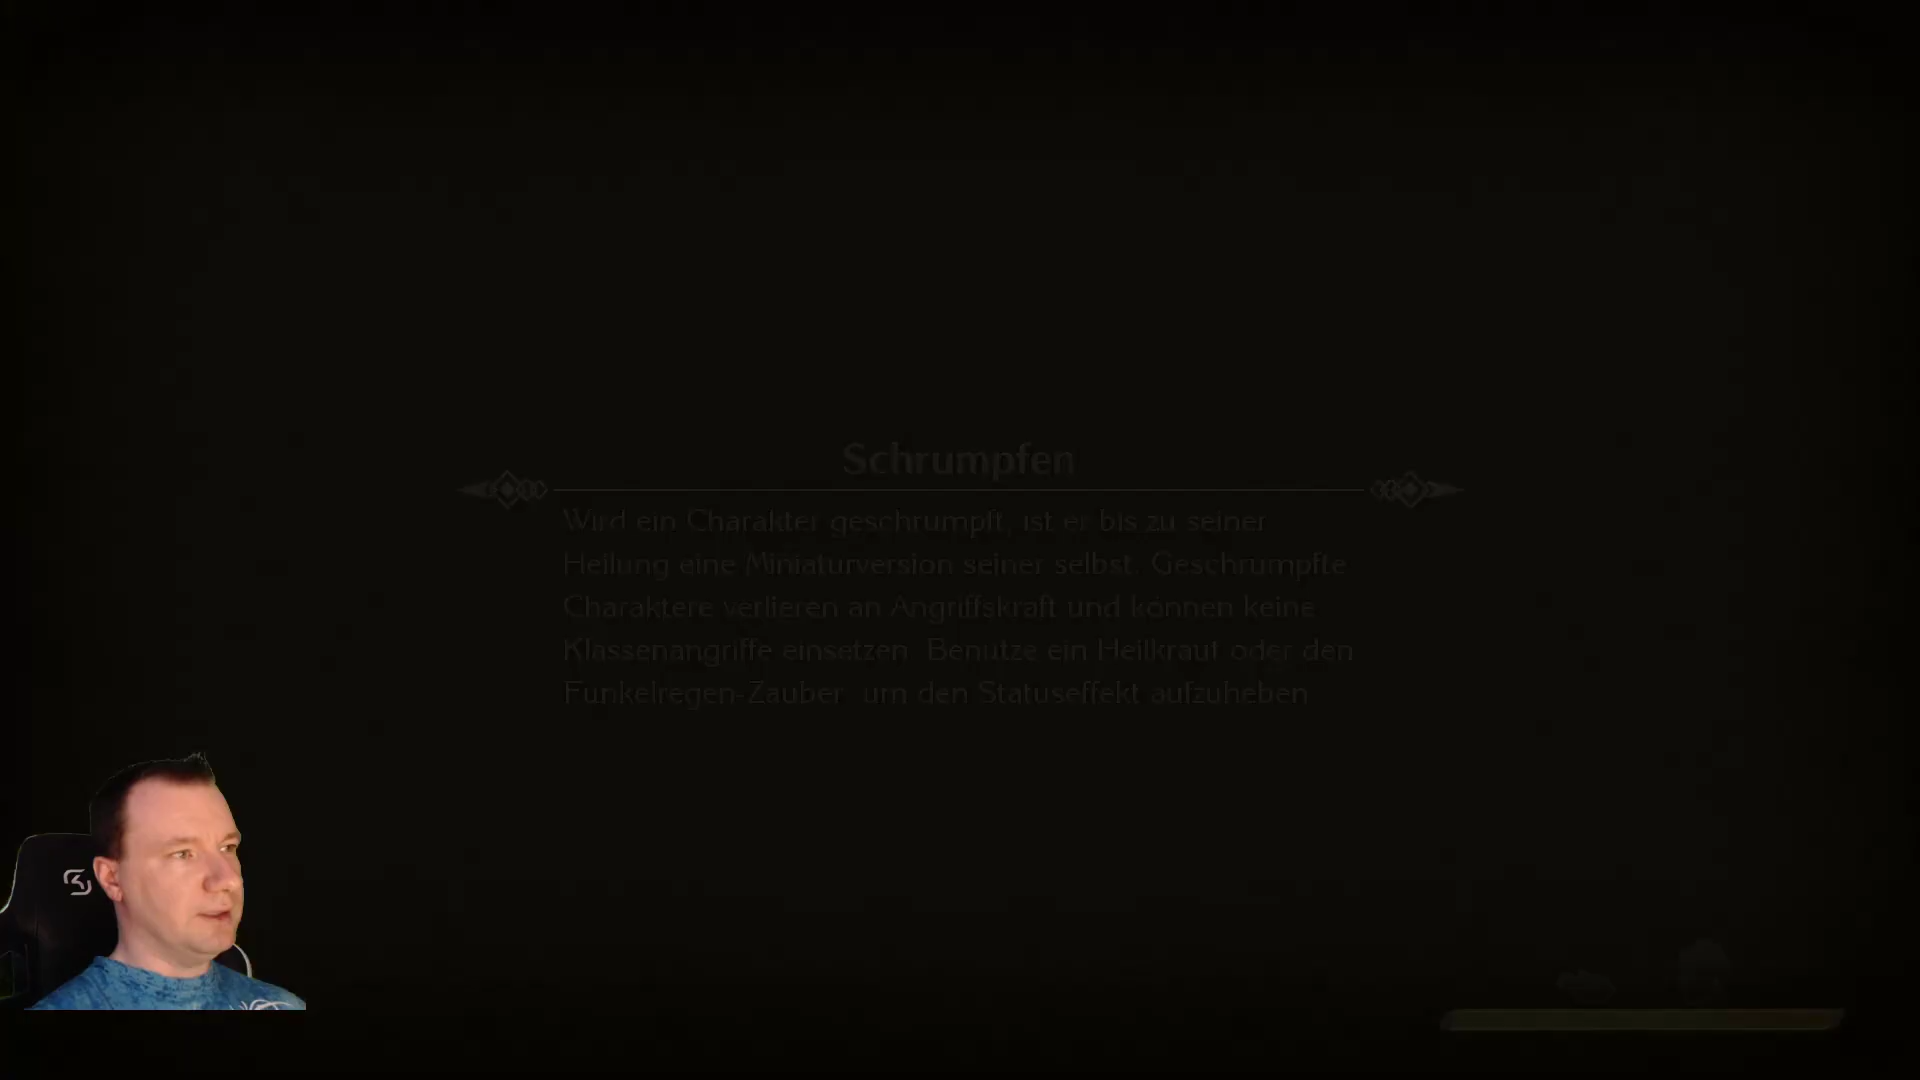 Schrumpfen
Wird ein Charakter geschrumpft, ist er bis zu seiner
Heilung eine Miniaturversion seiner selbst. Geschrumpfte
Charaktere verlieren an Angriffskraft und können keine
Klassenangriffe einsetzen. Benutze ein Heilkraut oder den
Funkelregen-Zauber, um den Statuseffekt aufzuheben.